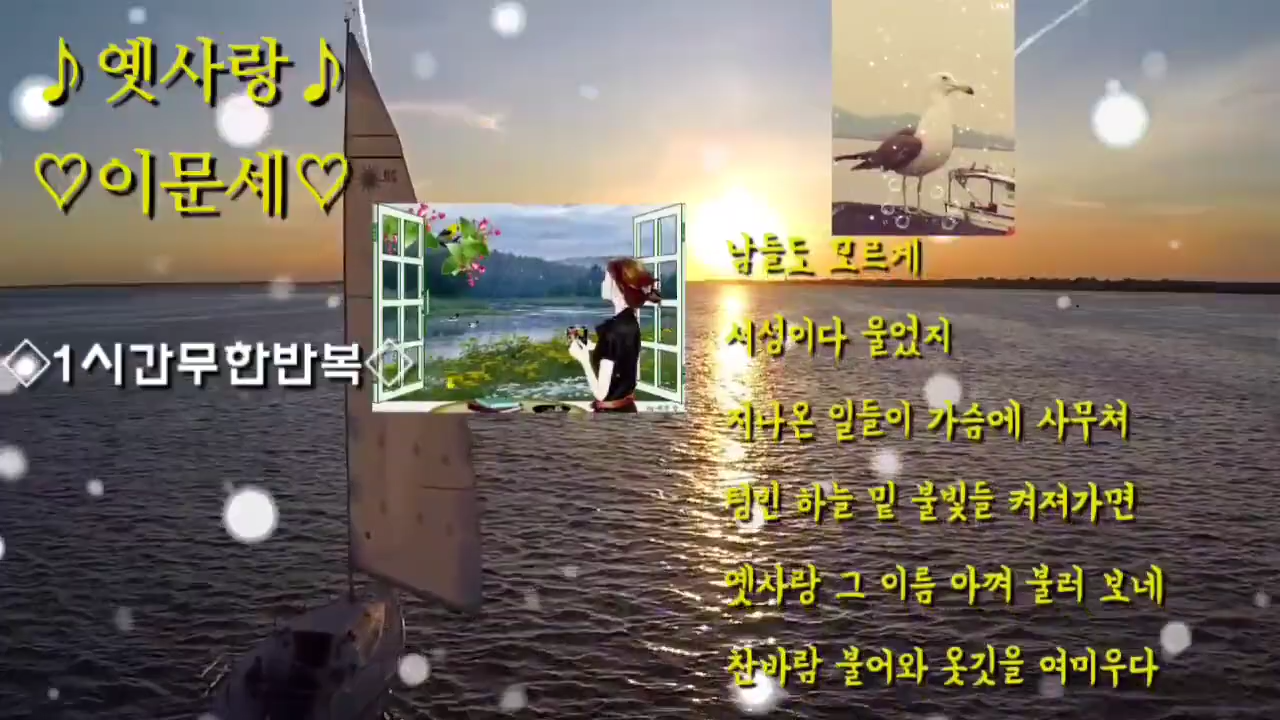 ♪옛사랑♪
♡이문세♡
◈1시간무한반복◈
남들도 모르게
서성이다 울었지
지나온 일들이 가슴에 사무쳐
텅빈 하늘 밑 불빛들 켜져가면
옛사랑 그 이름 아껴 불러 보네
찬바람 불어와 옷깃을 여미우다